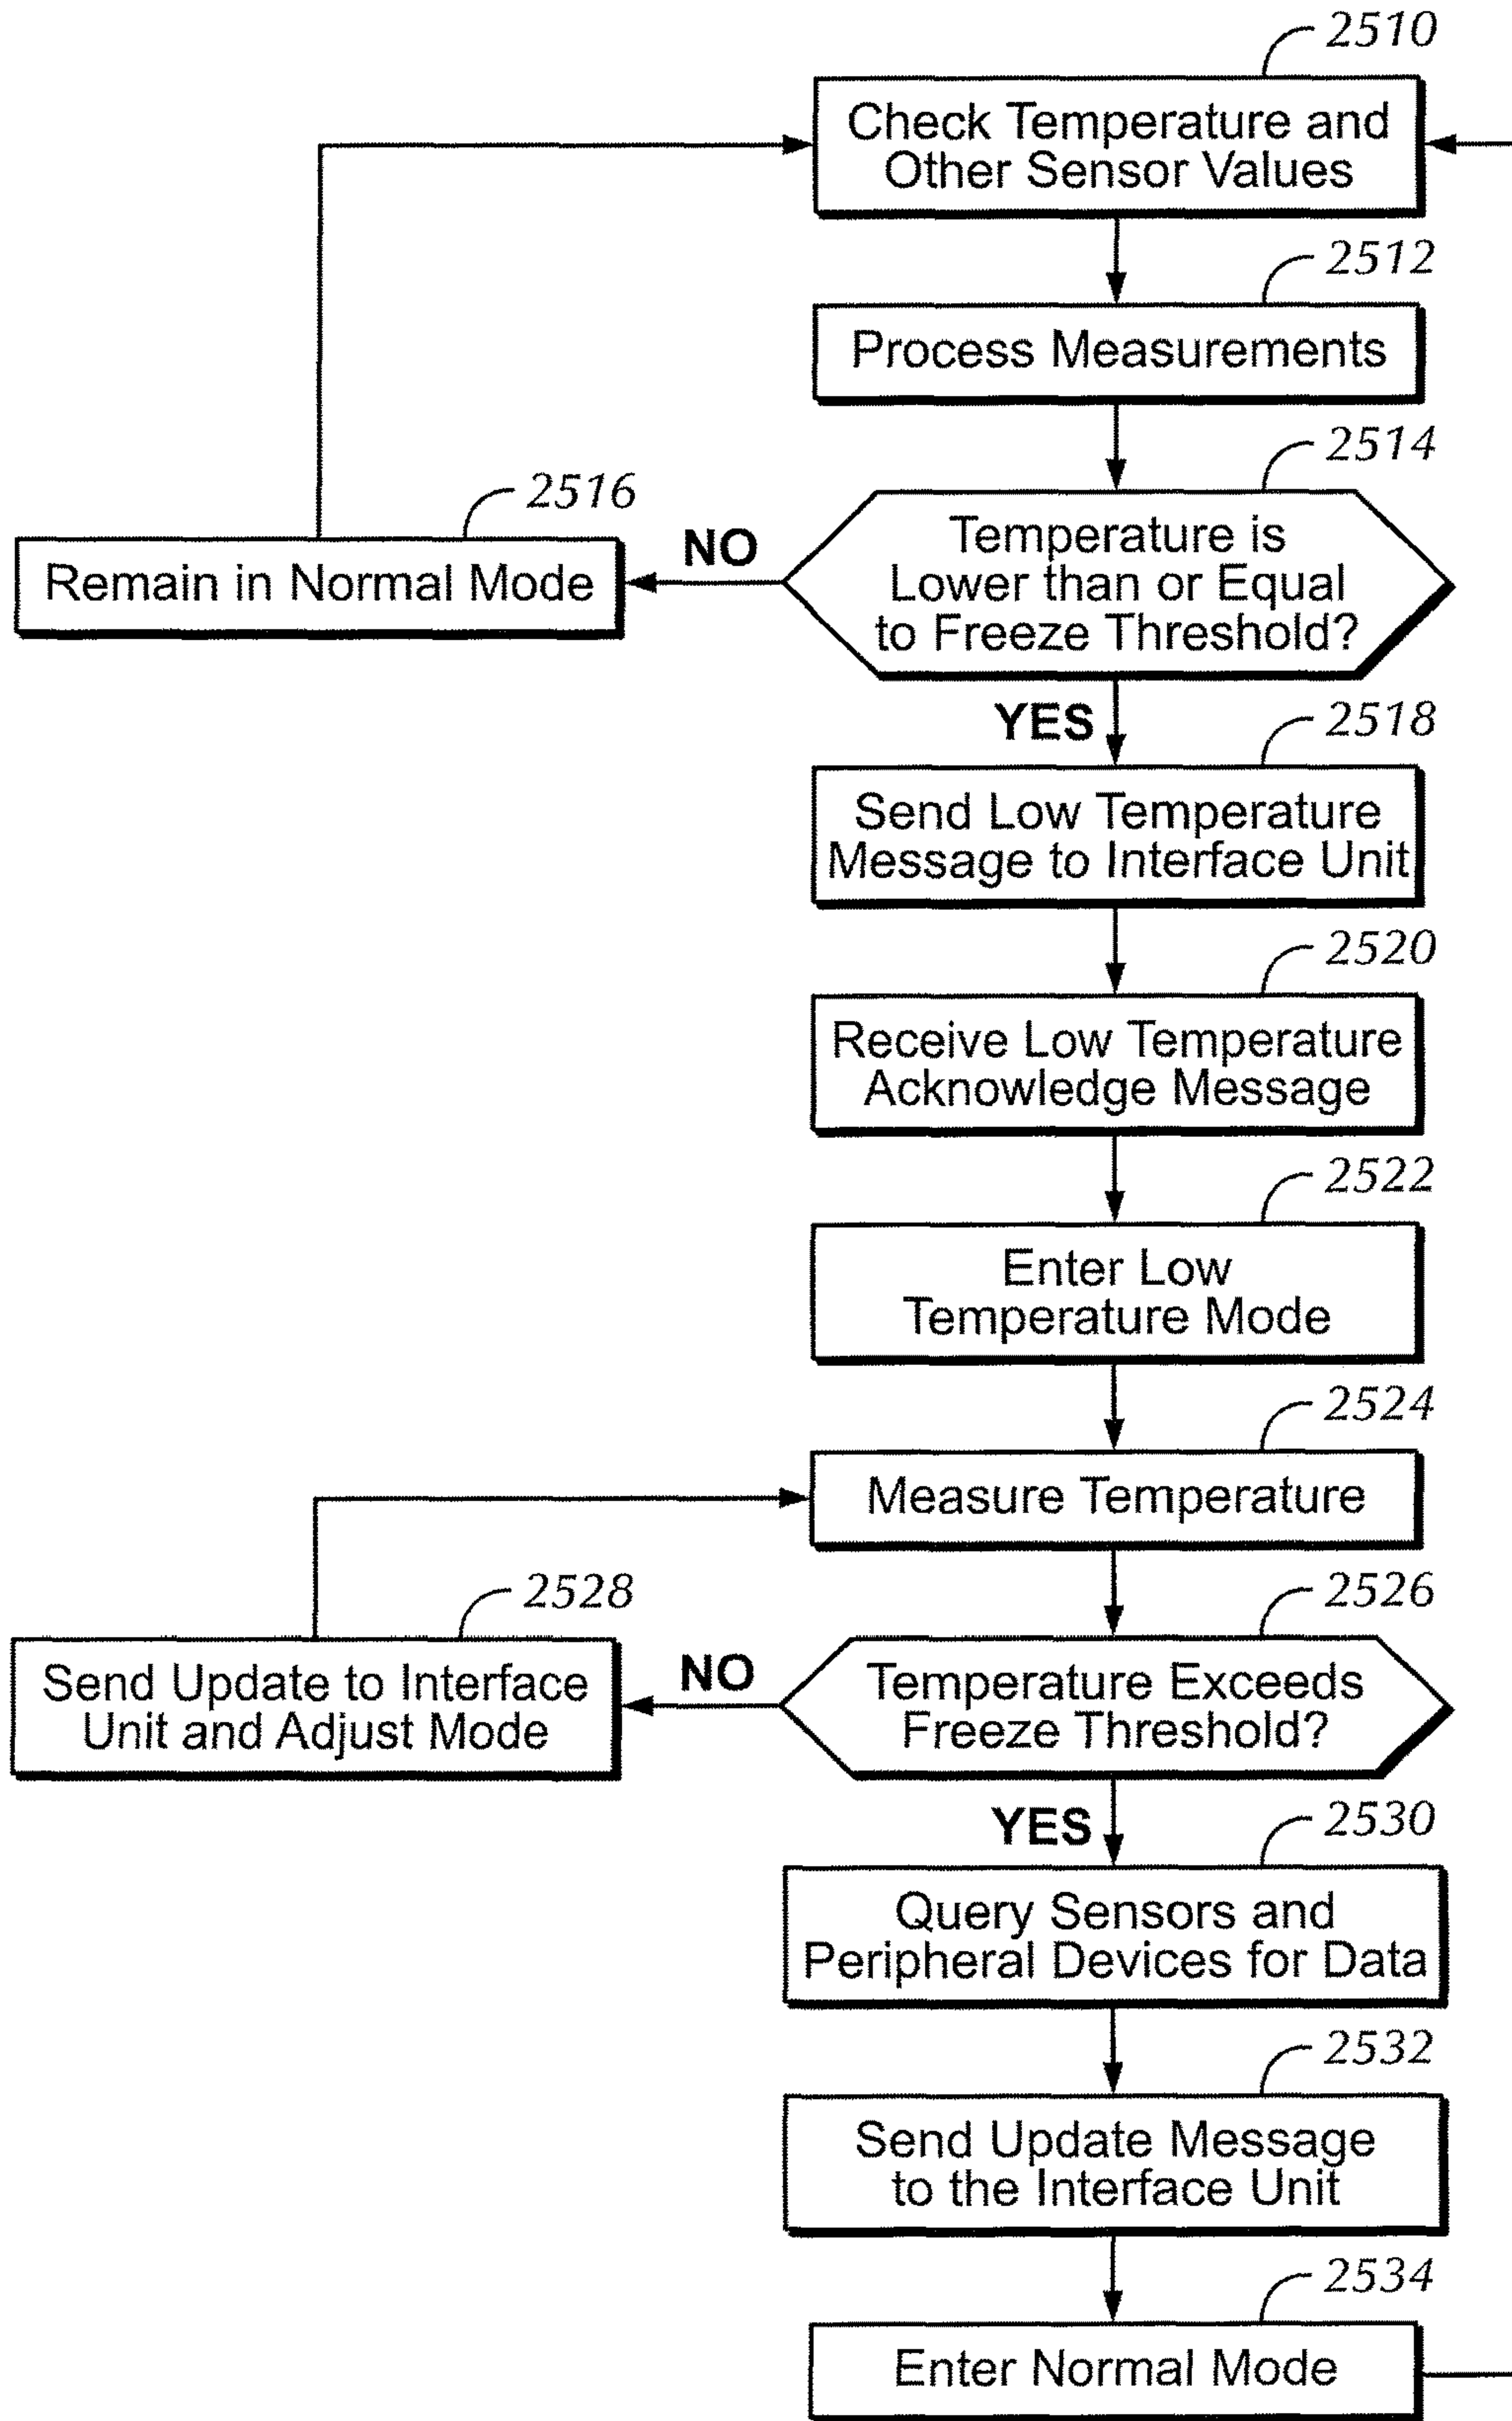 2510
Check Temperature and
Other Sensor Values
2512
Process Measurements
2514
Temperature is
Lower than or Equal
to Freeze Threshold?
NO
2516
Remain in Normal Mode
YES
2518
Send Low Temperature
Message to Interface Unit
2520
Receive Low Temperature
Acknowledge Message
2522
Enter Low
Temperature Mode
2524
Measure Temperature
2526
Temperature Exceeds
Freeze Threshold?
NO
2528
Send Update to Interface
Unit and Adjust Mode
YES
2530
Query Sensors and
Peripheral Devices for Data
2532
Send Update Message
to the Interface Unit
2534
Enter Normal Mode